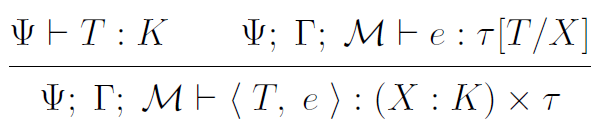 Ψ ⊢ T : K Ψ; Γ; ℳ ⊢ e : τ[T/X]
Ψ; Γ; ℳ ⊢ ⟨ T, e ⟩ : (X : K) × τ